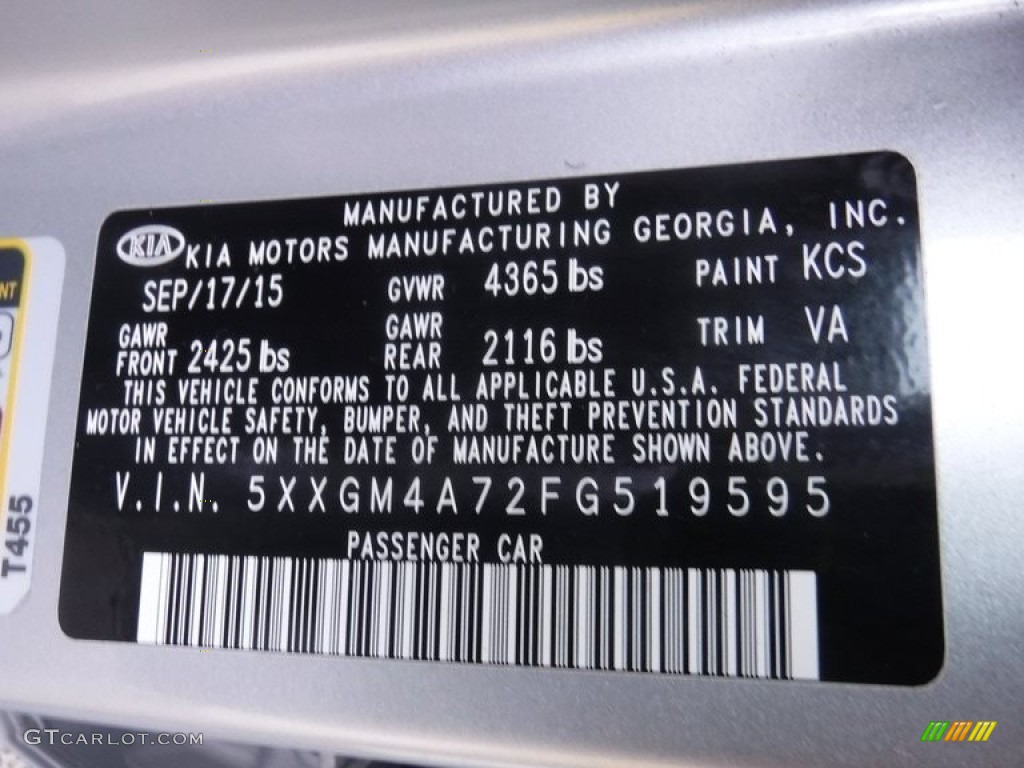 MANUFACTURED BY
KIA KIA MOTORS MANUFACTURING GEORGIA, INC.
SEP/17/15 GVWR 4365 lbs PAINT KCS
GAWR FRONT 2425 lbs GAWR REAR 2116 lbs TRIM VA
THIS VEHICLE CONFORMS TO ALL APPLICABLE U.S.A. FEDERAL
MOTOR VEHICLE SAFETY, BUMPER, AND THEFT PREVENTION STANDARDS
IN EFFECT ON THE DATE OF MANUFACTURE SHOWN ABOVE.
V.I.N. 5XXGM4A72FG519595
PASSENGER CAR
T455
GTCARLOT.COM